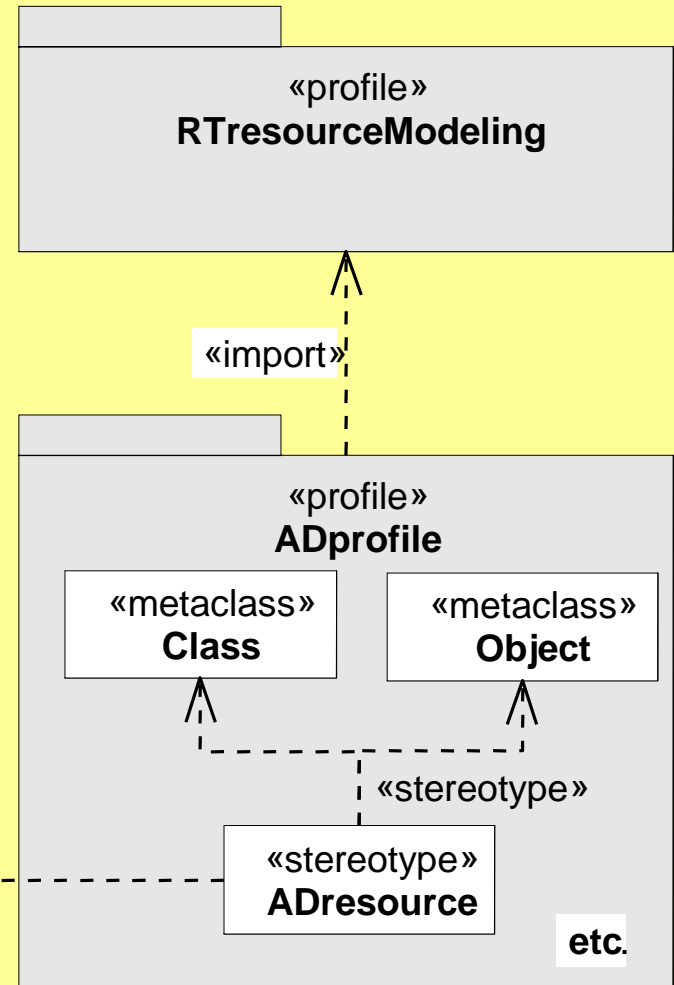 «profile»
RTresourceModeling
«import»
«profile»
ADprofile
«metaclass»
Class
«metaclass»
Object
«stereotype»
«stereotype»
ADresource
etc.